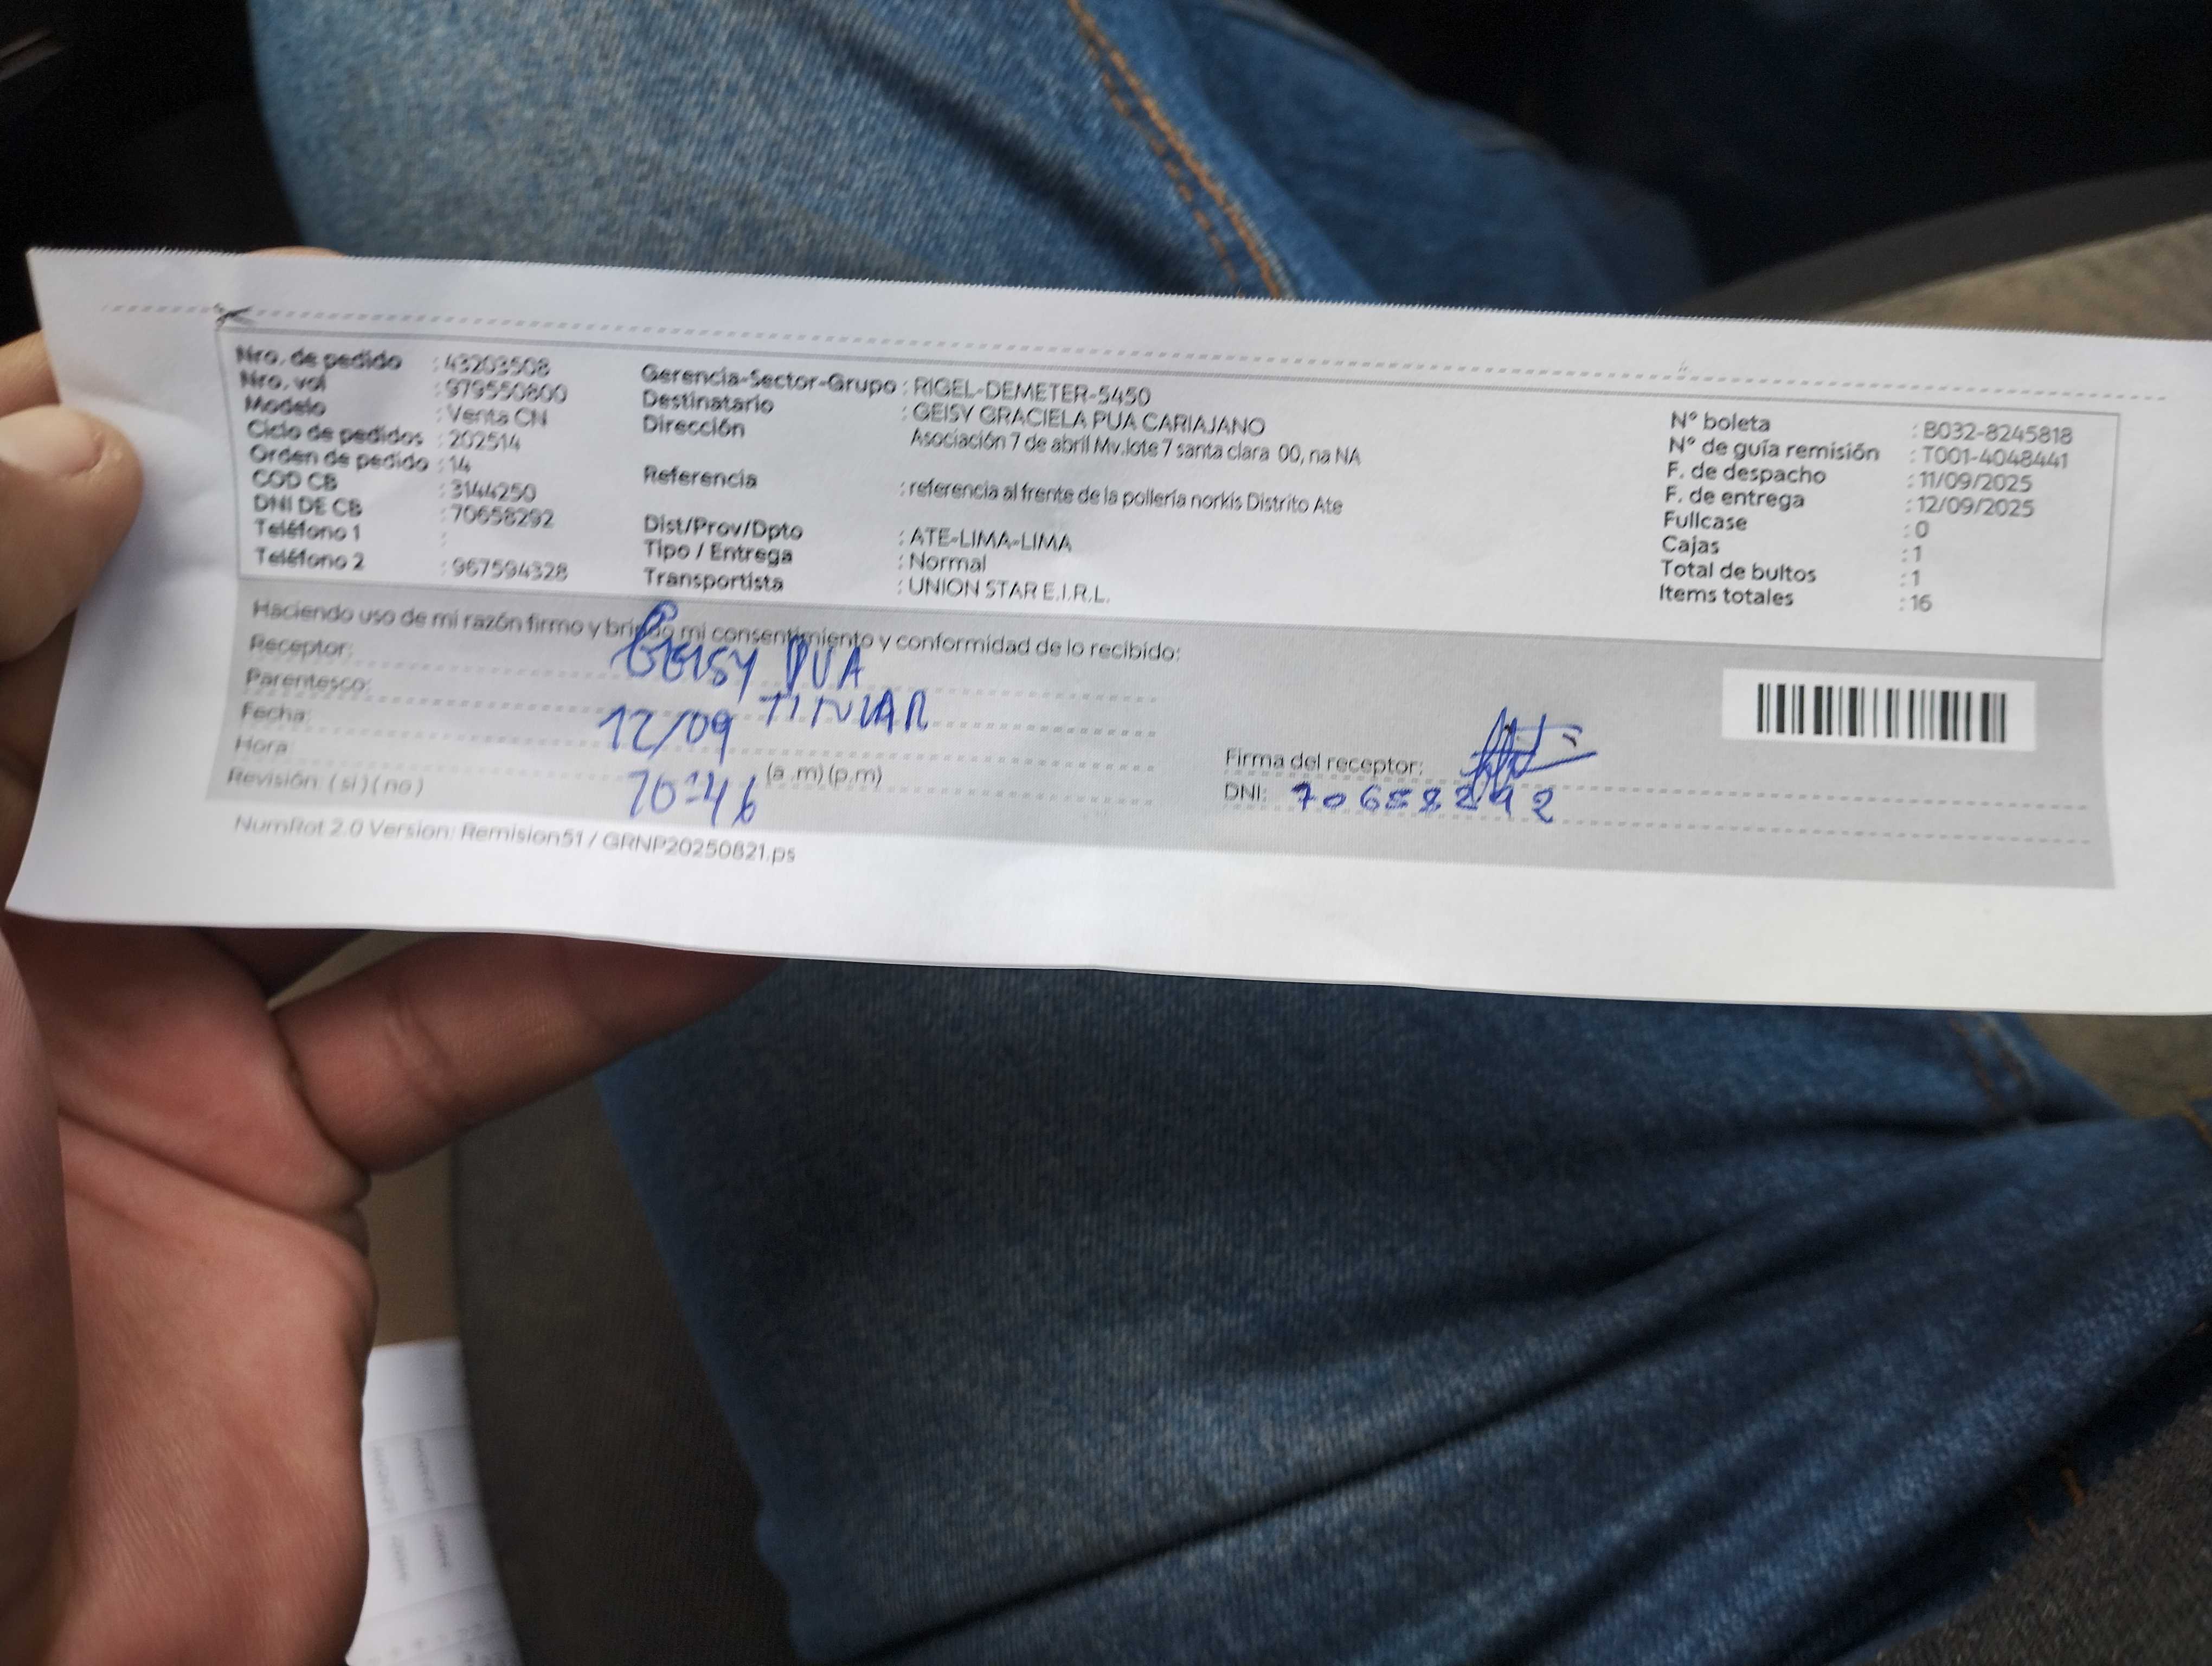 Nro. de pedido : 43203508
Nro. vol : 979550800
Modelo : Venta CN
Ciclo de pedidos : 202514
Orden de pedido : 14
COD CB : 3144250
DNI DE CB : 70658292
Teléfono 1 :
Teléfono 2 : 967594328
Gerencia-Sector-Grupo : RIGEL-DEMETER-5450
Destinatario : GEISY GRACIELA PUA CARIAJANO
Dirección Asociación 7 de abril Mv.lote 7 santa clara 00, na NA
Referencia : referencia al frente de la pollería norkis Distrito Ate
Dist/Prov/Dpto : ATE-LIMA-LIMA
Tipo / Entrega : Normal
Transportista : UNION STAR E.I.R.L.
N° boleta : B032-8245818
N° de guía remisión : T001-4048441
F. de despacho : 11/09/2025
F. de entrega : 12/09/2025
Fullcase : 0
Cajas : 1
Total de bultos : 1
Items totales : 16
Haciendo uso de mi razón firmo y brindo mi consentimiento y conformidad de lo recibido:
Receptor: GEISY PUA
Parentesco: TITULAR
Fecha: 12/09
Hora: 10:46 (a .m) (p.m)
Revisión: ( si ) ( no )
Firma del receptor:
DNI: 70658292
NumRot 2.0 Version: Remision51 / GRNP20250821.ps